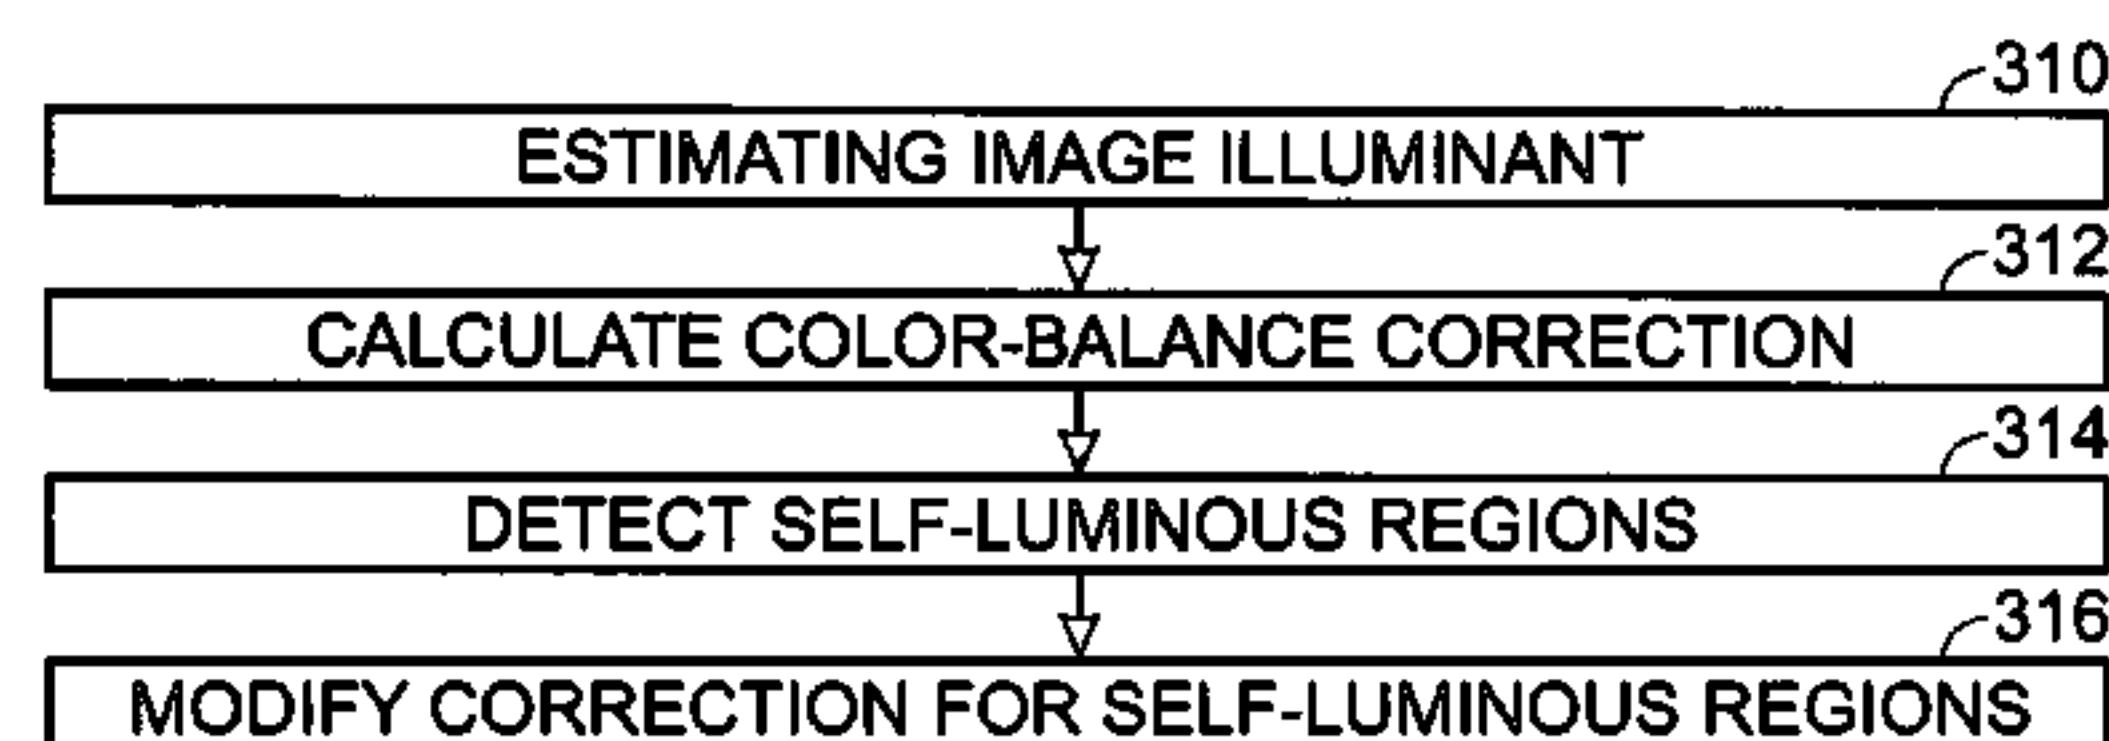 310
ESTIMATING IMAGE ILLUMINANT
312
CALCULATE COLOR-BALANCE CORRECTION
314
DETECT SELF-LUMINOUS REGIONS
316
MODIFY CORRECTION FOR SELF-LUMINOUS REGIONS